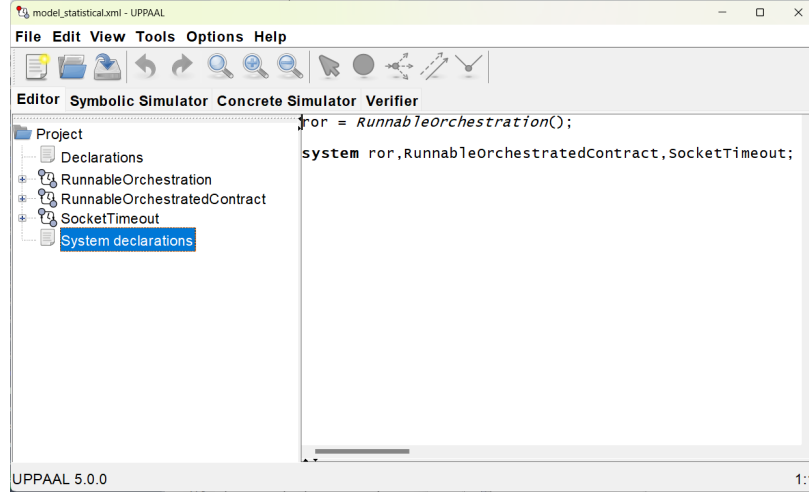 model_statistical.xml - UPPAAL
File Edit View Tools Options Help
Editor Symbolic Simulator Concrete Simulator Verifier
Project
Declarations
RunnableOrchestration
RunnableOrchestratedContract
SocketTimeout
System declarations
ror = RunnableOrchestration();
system ror,RunnableOrchestratedContract,SocketTimeout;
UPPAAL 5.0.0